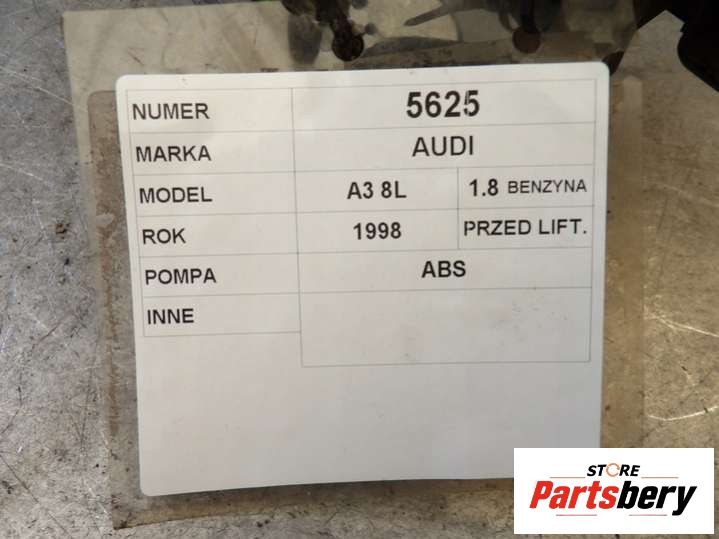 NUMER 5625
MARKA AUDI
MODEL A3 8L 1.8 BENZYNA
ROK 1998 PRZED LIFT.
POMPA ABS
INNE
STORE
Partsbery